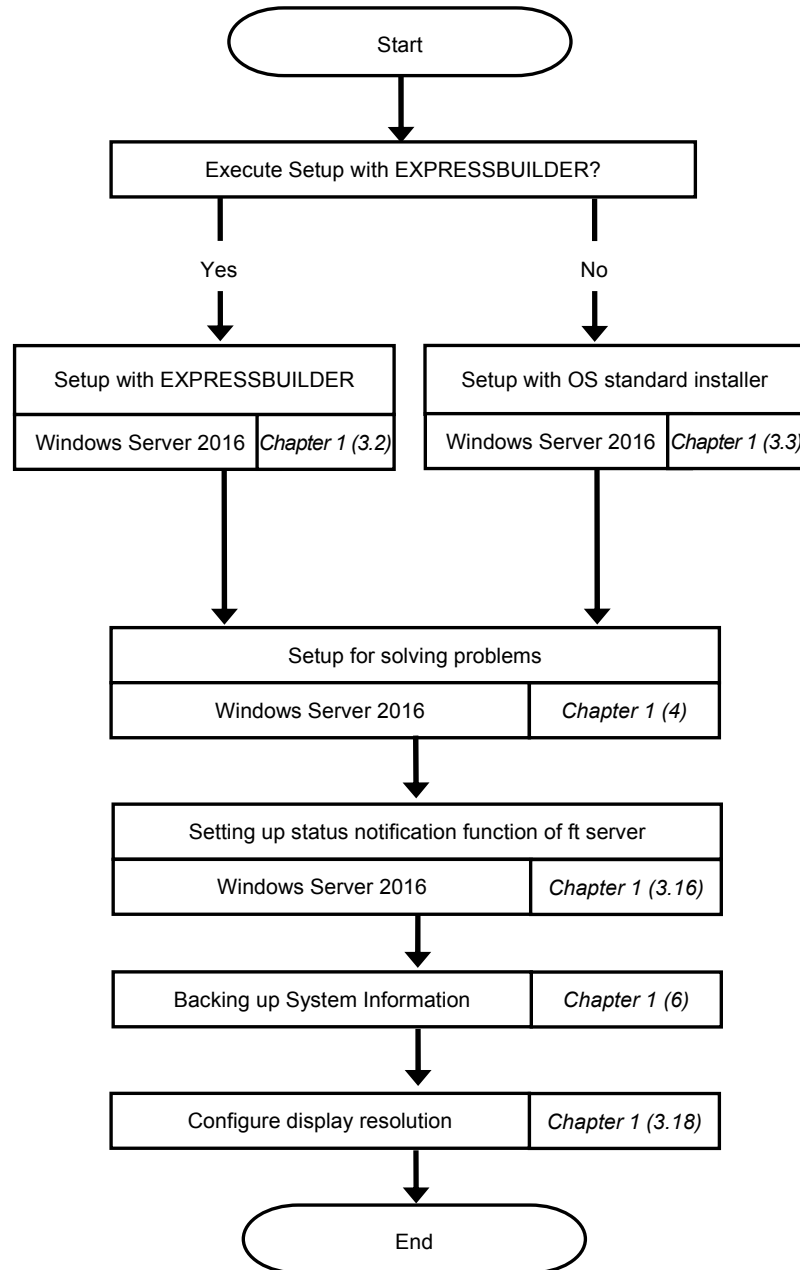 Start
Execute Setup with EXPRESSBUILDER?
Yes
No
Setup with EXPRESSBUILDER
Windows Server 2016 Chapter 1 (3.2)
Setup with OS standard installer
Windows Server 2016 Chapter 1 (3.3)
Setup for solving problems
Windows Server 2016 Chapter 1 (4)
Setting up status notification function of ft server
Windows Server 2016 Chapter 1 (3.16)
Backing up System Information Chapter 1 (6)
Configure display resolution Chapter 1 (3.18)
End